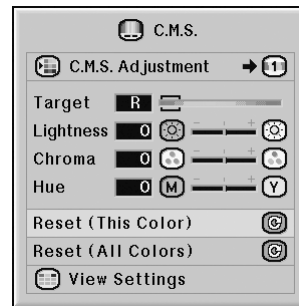 C.M.S.
C.M.S. Adjustment 1
Target R
Lightness 0
Chroma 0
Hue 0 M Y
Reset (This Color)
Reset (All Colors)
View Settings